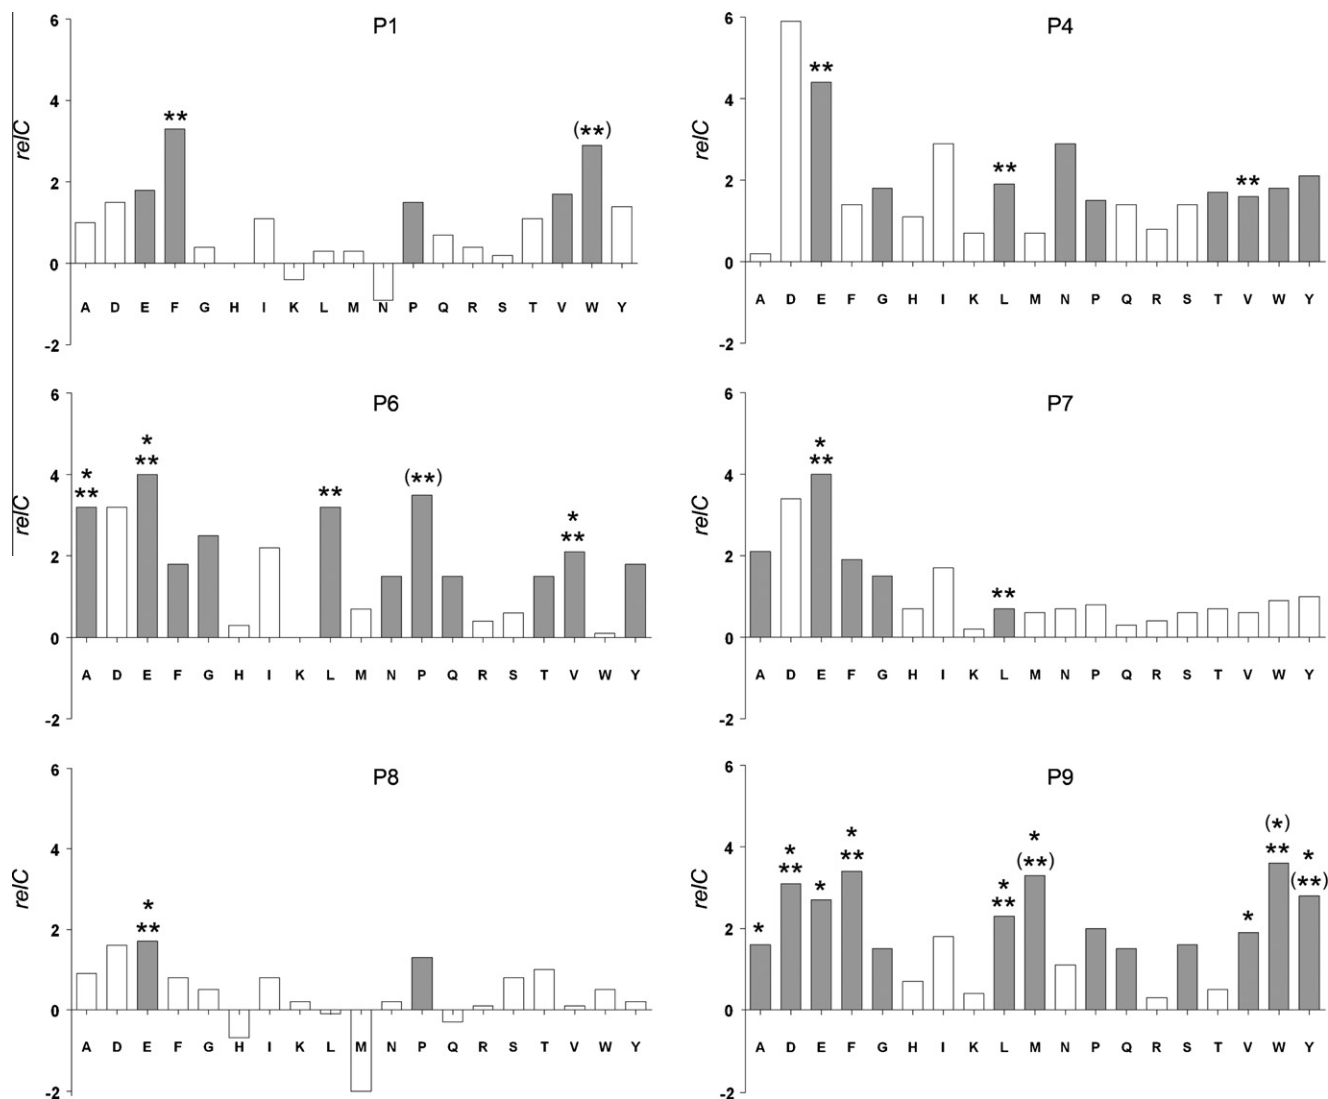 P1
6
4
2
0
-2
relC
** (**)
A D E F G H I K L M N P Q R S T V W Y
P4
6
4
2
0
-2
relC
** ** **
A D E F G H I K L M N P Q R S T V W Y
P6
6
4
2
0
-2
relC
* * *
** ** ** (**) **
A D E F G H I K L M N P Q R S T V W Y
P7
6
4
2
0
-2
relC
*
** **
A D E F G H I K L M N P Q R S T V W Y
P8
6
4
2
0
-2
relC
*
**
A D E F G H I K L M N P Q R S T V W Y
P9
6
4
2
0
-2
relC
* * * * (*) *
* ** * ** ** (**) * ** (**)
A D E F G H I K L M N P Q R S T V W Y